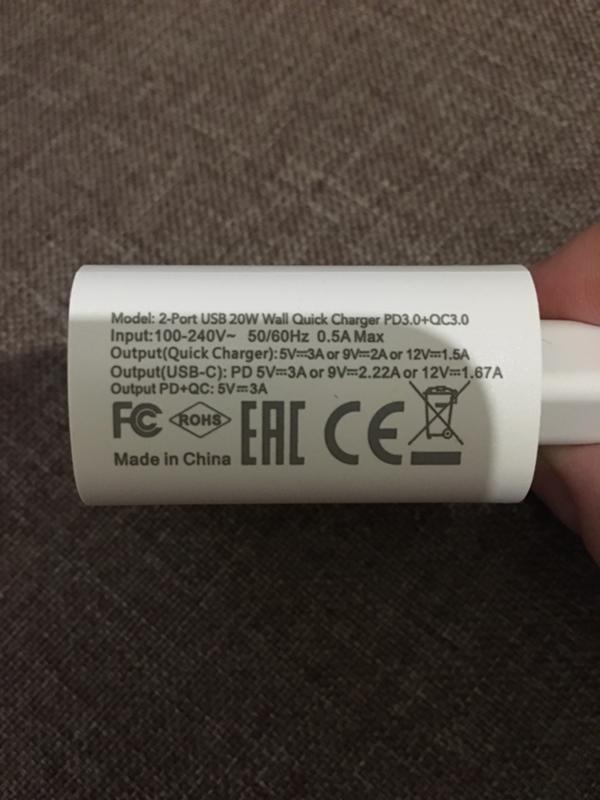 Model: 2-Port USB 20W Wall Quick Charger PD3.0+QC3.0
Input:100-240V~ 50/60Hz 0.5A Max
Output(Quick Charger):5V⎓3A or 9V⎓2A or 12V⎓1.5A
Output(USB-C): PD 5V⎓3A or 9V⎓2.22A or 12V⎓1.67A
Output PD+QC: 5V⎓3A
FC ROHS EAC CE
Made in China